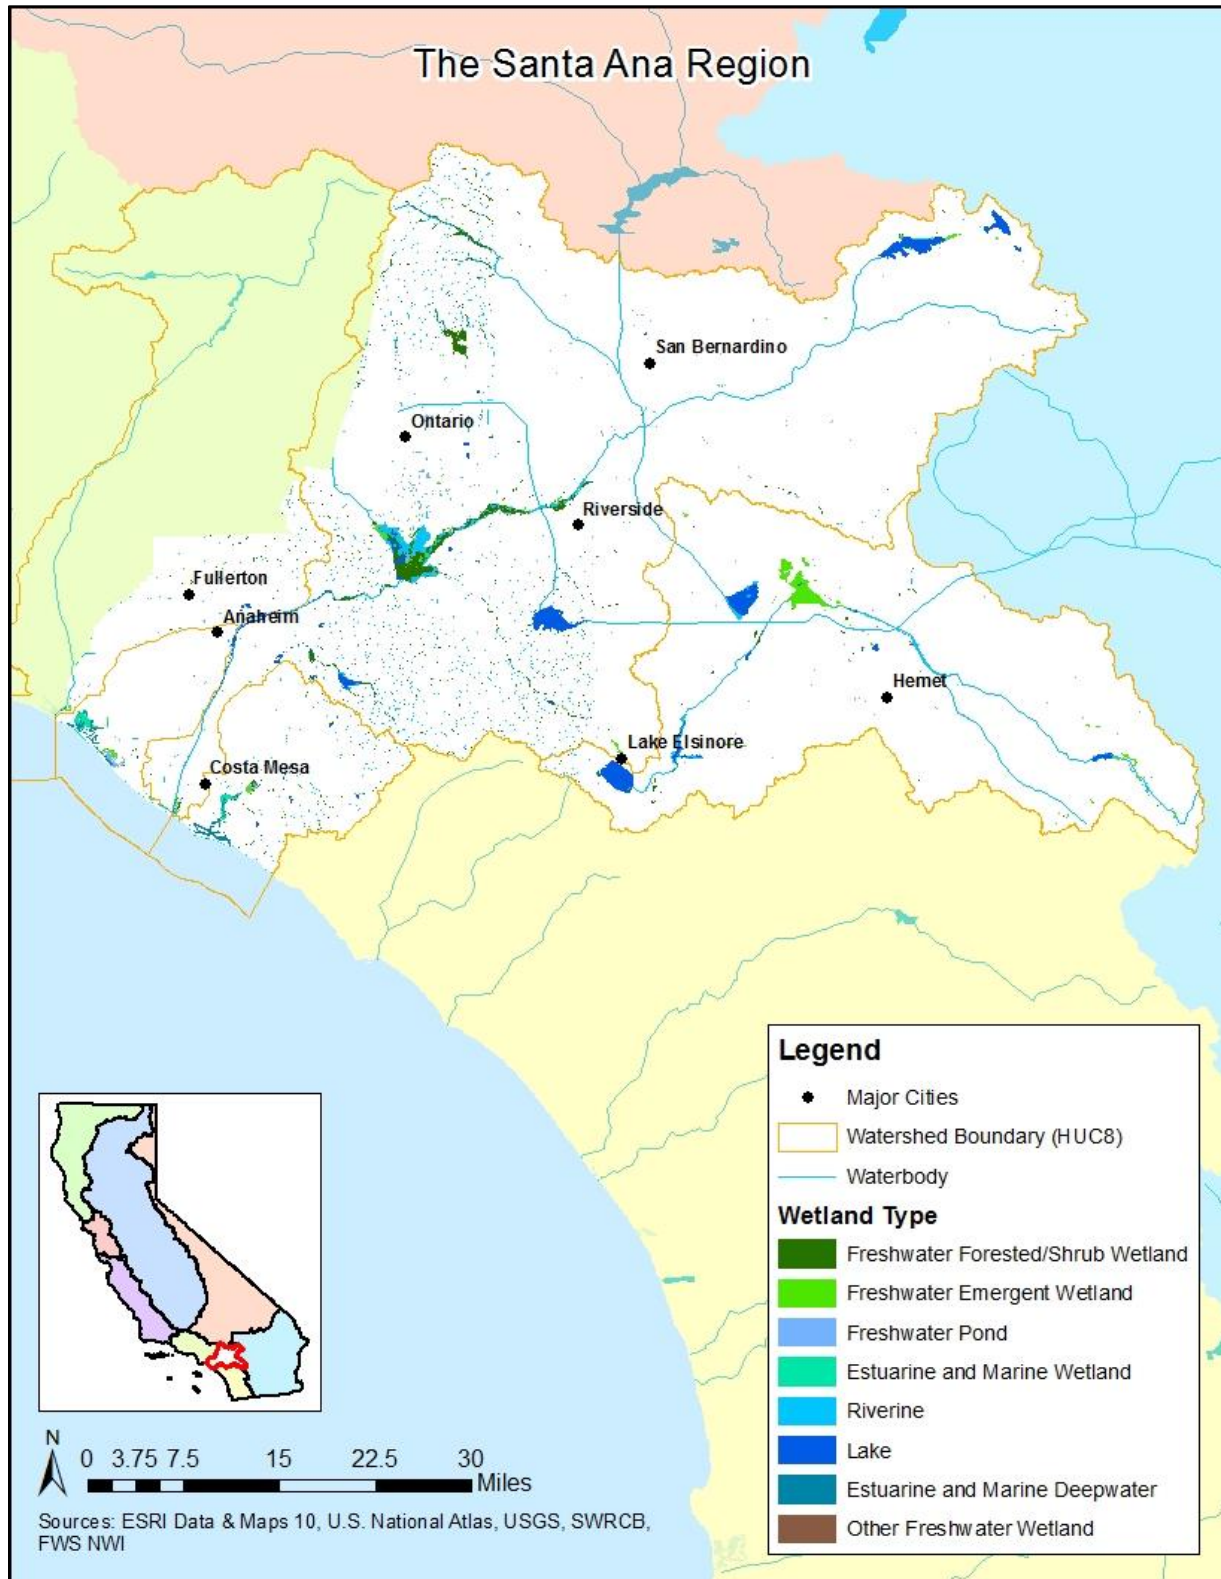 The Santa Ana Region
San Bernardino
Ontario
Riverside
Fullerton
Anaheim
Hemet
Lake Elsinore
Costa Mesa
Legend
Major Cities
Watershed Boundary (HUC8)
Waterbody
Wetland Type
Freshwater Forested/Shrub Wetland
Freshwater Emergent Wetland
Freshwater Pond
Estuarine and Marine Wetland
Riverine
Lake
Estuarine and Marine Deepwater
Other Freshwater Wetland
N
0 3.75 7.5 15 22.5 30
Miles
Sources: ESRI Data & Maps 10, U.S. National Atlas, USGS, SWRCB,
FWS NWI